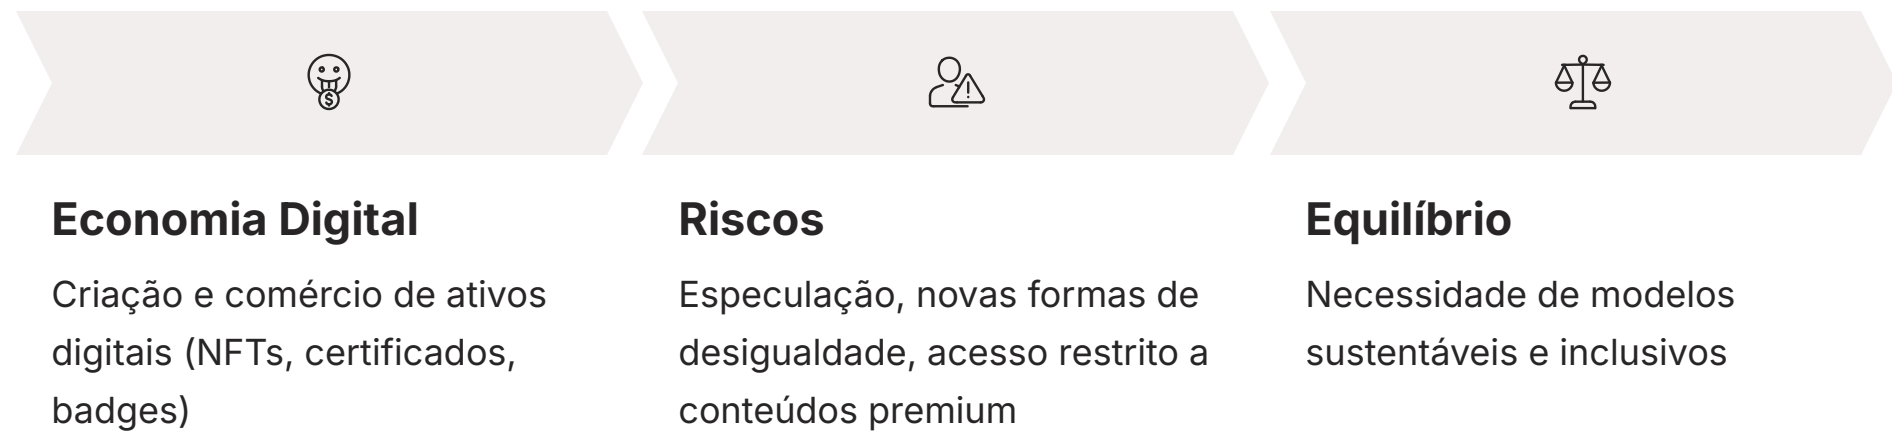 Economia Digital
Criação e comércio de ativos
digitais (NFTs, certificados,
badges)
Riscos
Especulação, novas formas de
desigualdade, acesso restrito a
conteúdos premium
Equilíbrio
Necessidade de modelos
sustentáveis e inclusivos